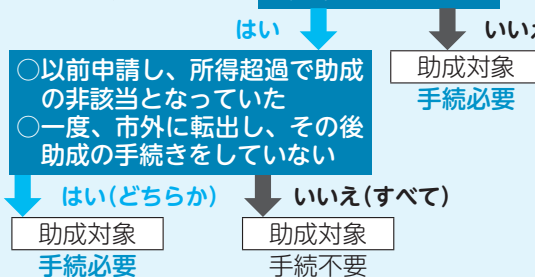 はい
いいえ
助成対象
手続必要
○以前申請し、所得超過で助成
の非該当となっていた
○一度、市外に転出し、その後
助成の手続きをしていない
はい(どちらか)
いいえ(すべて)
助成対象
手続必要
助成対象
手続不要